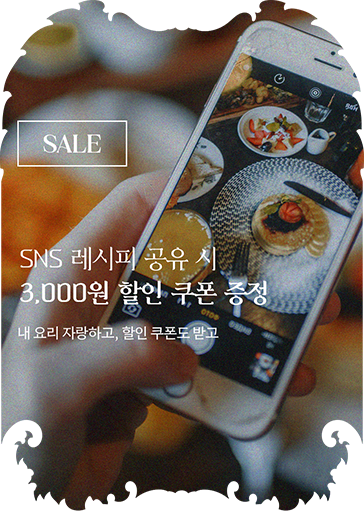 SALE
SNS 레시피 공유 시
3,000원 할인 쿠폰 증정
내 요리 자랑하고, 할인 쿠폰도 받고